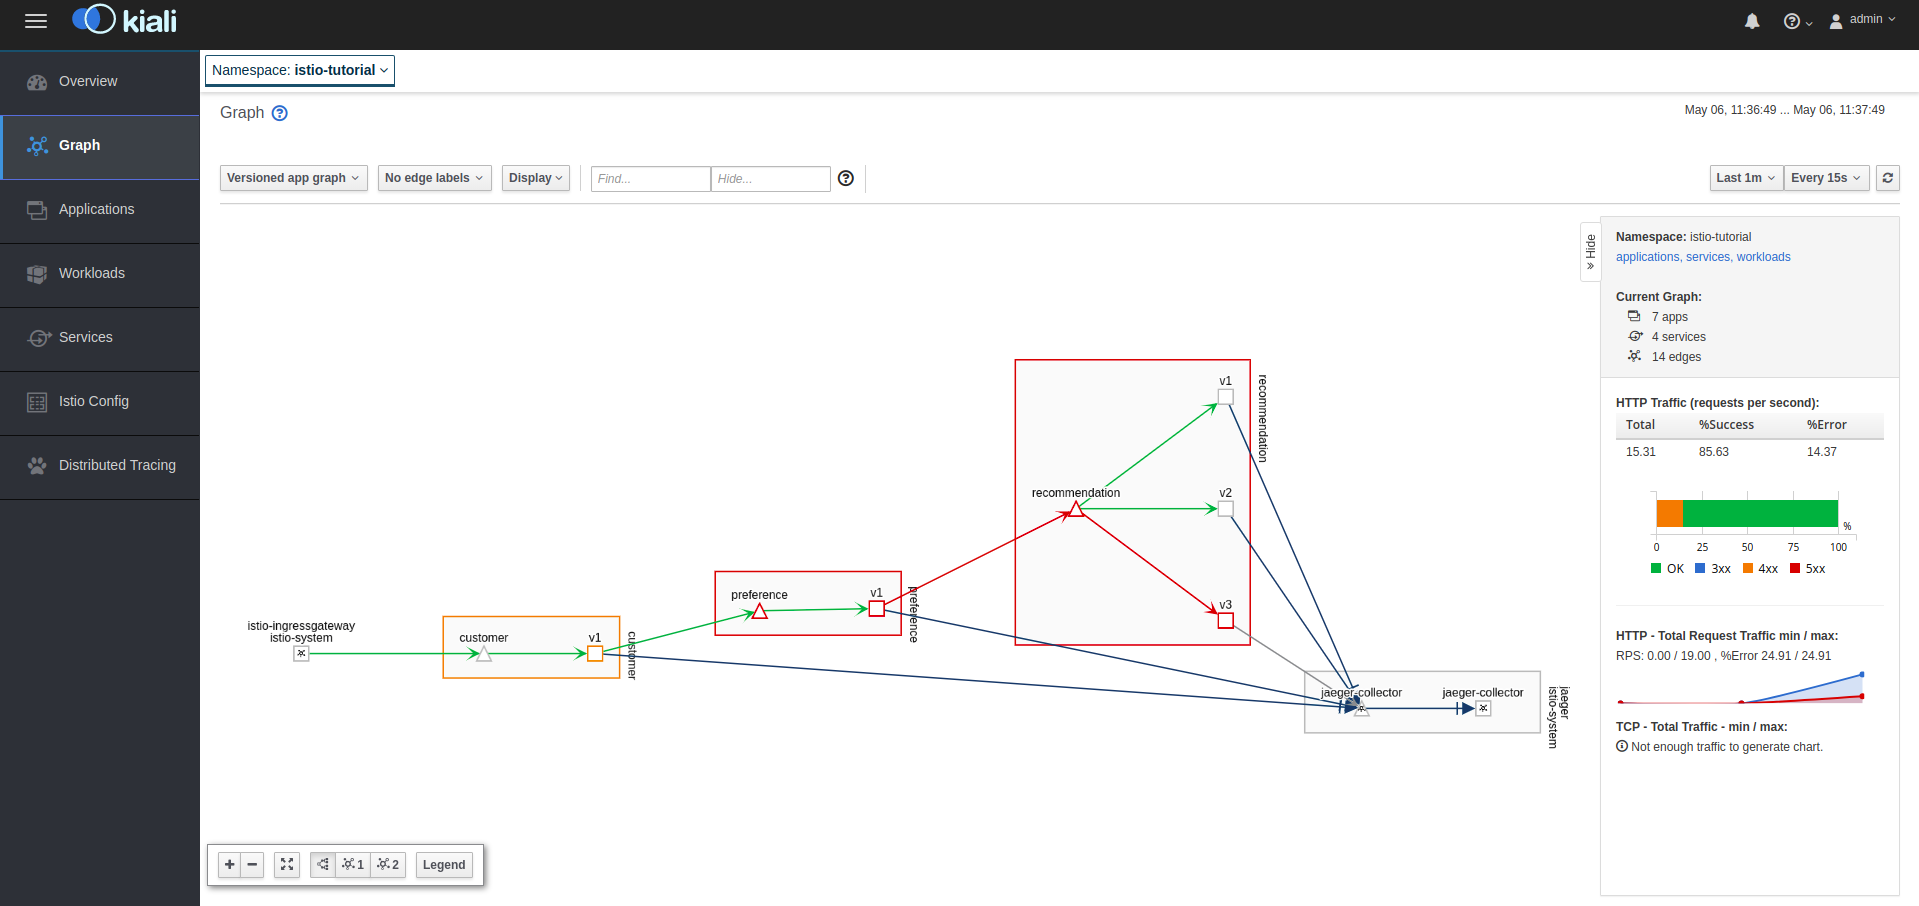 kiali
admin
Overview
Graph
Applications
Workloads
Services
Istio Config
Distributed Tracing
Namespace: istio-tutorial
Graph
May 06, 11:36:49 ... May 06, 11:37:49
Versioned app graph
No edge labels
Display
Find...
Hide...
Last 1m
Every 15s
istio-ingressgateway
istio-system
customer
v1
customer
preference
v1
preference
recommendation
v1
v2
v3
recommendation
jaeger-collector
jaeger-collector
jaeger
istio-system
+
−
1
2
Legend
» Hide
Namespace: istio-tutorial
applications, services, workloads
Current Graph:
7 apps
4 services
14 edges
HTTP Traffic (requests per second):
Total %Success %Error
15.31 85.63 14.37
%
0 25 50 75 100
OK 3xx 4xx 5xx
HTTP - Total Request Traffic min / max:
RPS: 0.00 / 19.00 , %Error 24.91 / 24.91
TCP - Total Traffic - min / max:
Not enough traffic to generate chart.